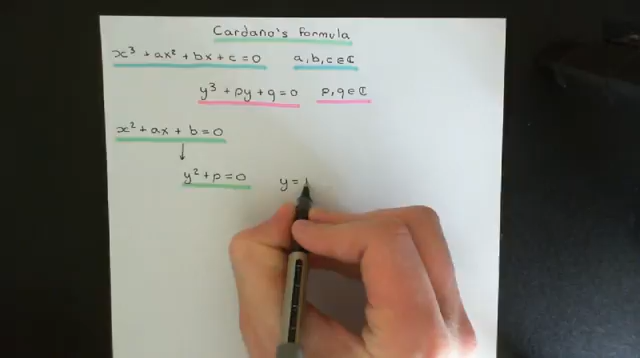 Cardano's Formula
x³ + ax² + bx + c = 0 a, b, c ∈ ℂ
y³ + py + q = 0 p, q ∈ ℂ
x² + ax + b = 0
↓
y² + p = 0 y =